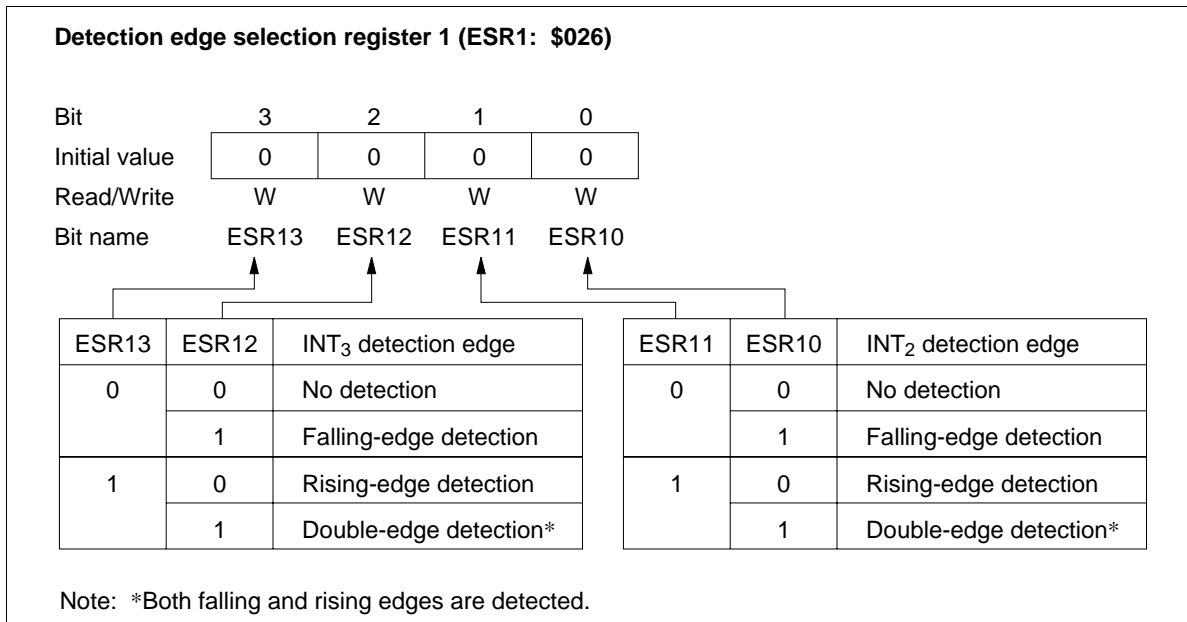 Detection edge selection register 1 (ESR1: $026)
Bit 3 2 1 0
Initial value 0 0 0 0
Read/Write W W W W
Bit name ESR13 ESR12 ESR11 ESR10
ESR13 ESR12 INT3 detection edge ESR11 ESR10 INT2 detection edge
0 0 No detection 0 0 No detection
1 Falling-edge detection 1 Falling-edge detection
1 0 Rising-edge detection 1 0 Rising-edge detection
1 Double-edge detection* 1 Double-edge detection*
Note: *Both falling and rising edges are detected.